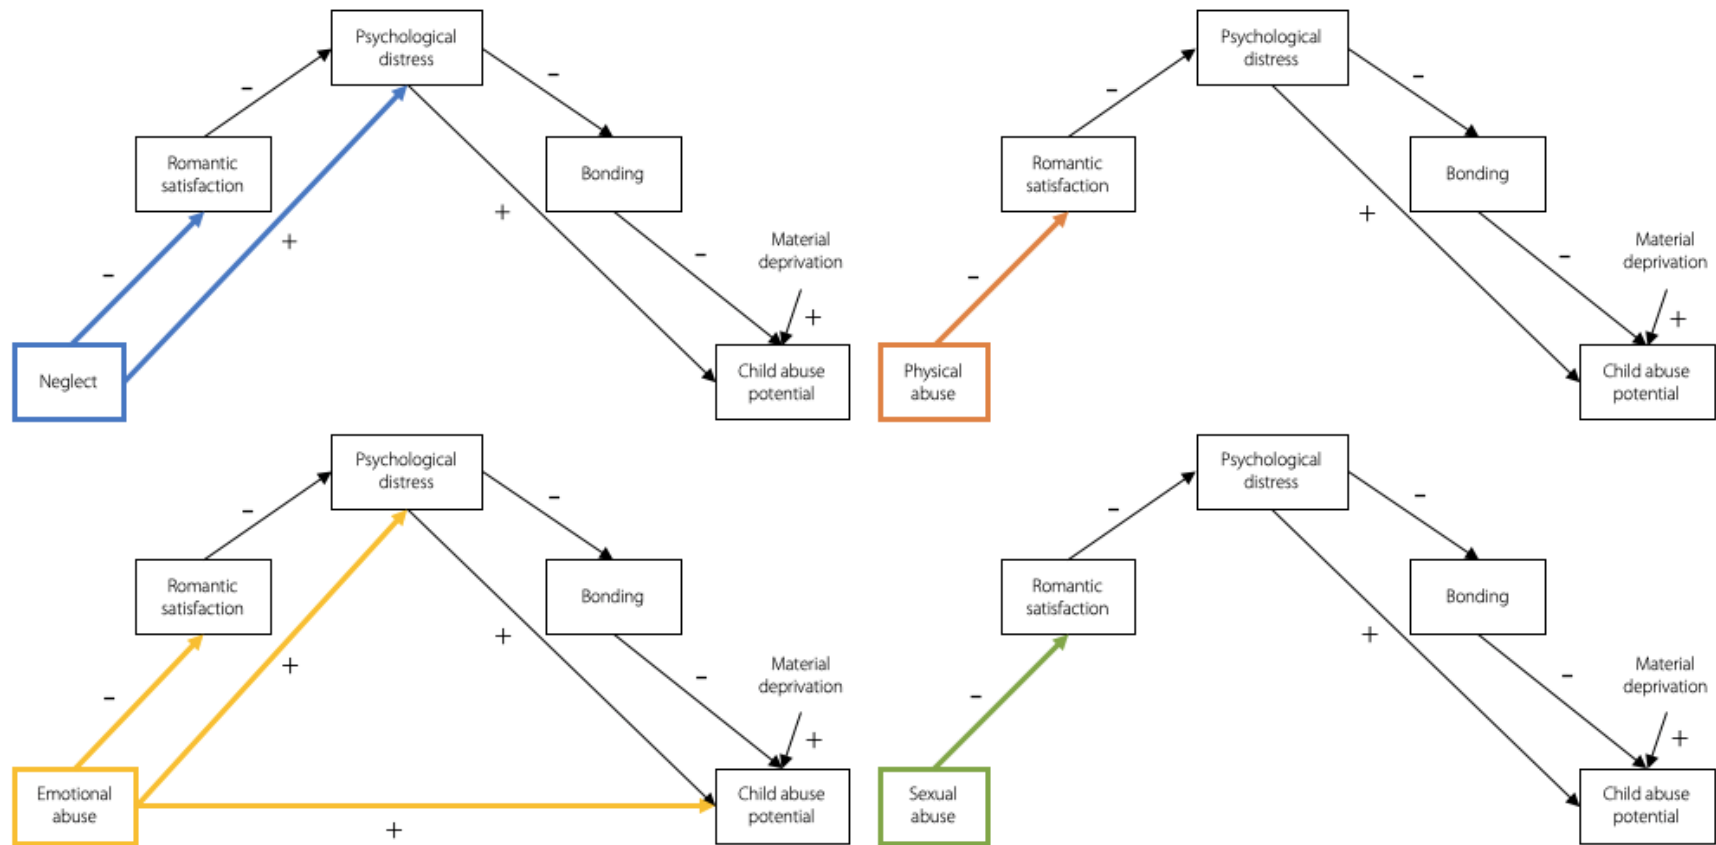 Psychological
distress
–
–
Romantic
satisfaction
Bonding
+
+
–
–
Material
deprivation
+
Neglect
Child abuse
potential
Psychological
distress
–
–
Romantic
satisfaction
Bonding
+
–
–
Material
deprivation
+
Physical
abuse
Child abuse
potential
Psychological
distress
–
–
Romantic
satisfaction
Bonding
+
+
–
–
Material
deprivation
+
Emotional
abuse
+
Child abuse
potential
Psychological
distress
–
–
Romantic
satisfaction
Bonding
+
–
–
Material
deprivation
+
Sexual
abuse
Child abuse
potential